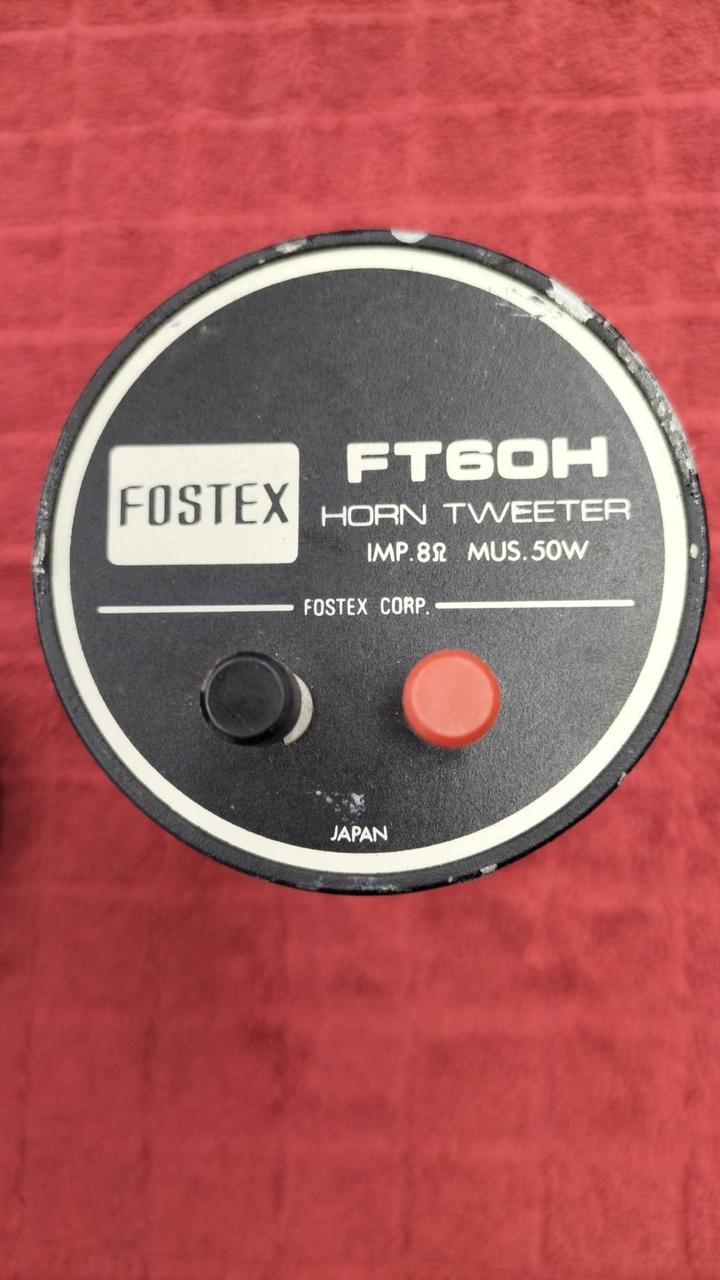 FOSTEX
FT60H
HORN TWEETER
IMP.8Ω MUS.50W
FOSTEX CORP.
JAPAN